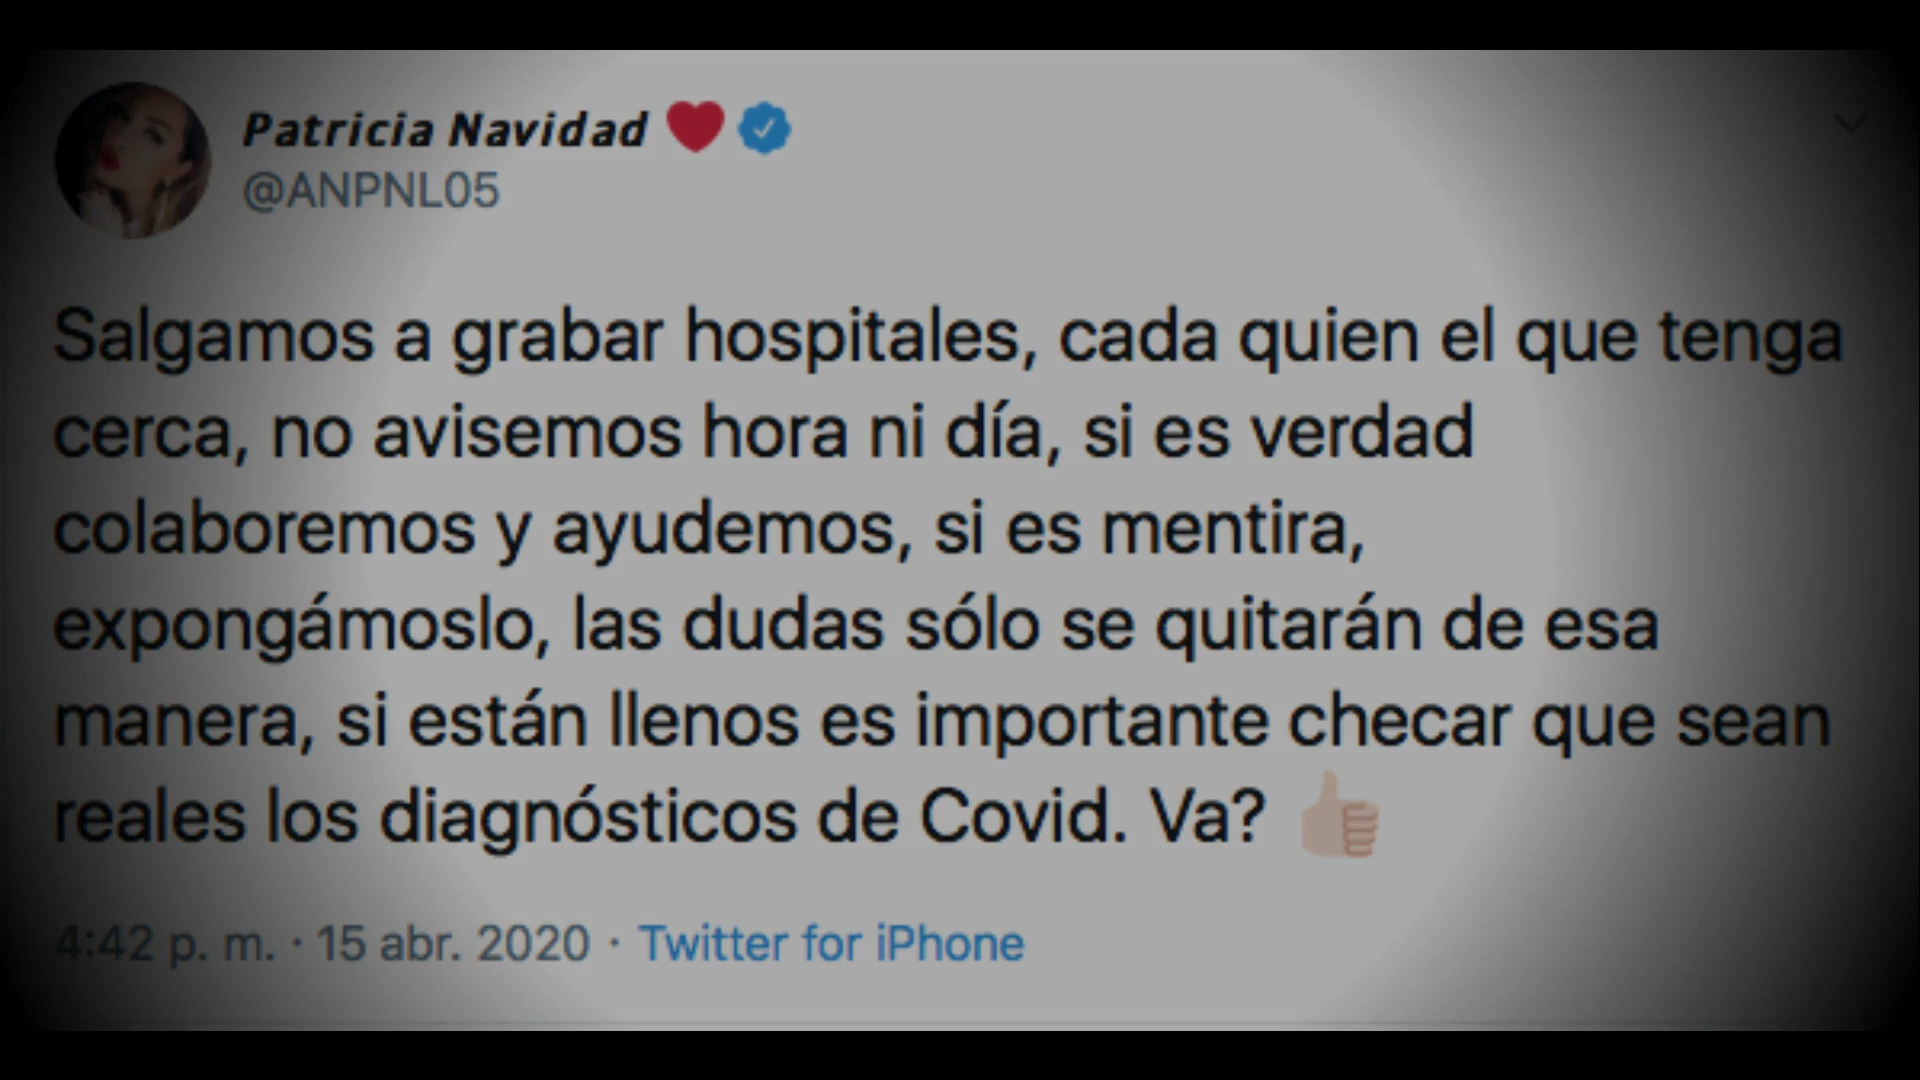 Patricia Navidad ❤️
@ANPNL05
Salgamos a grabar hospitales, cada quien el que tenga
cerca, no avisemos hora ni día, si es verdad
colaboremos y ayudemos, si es mentira,
expongámoslo, las dudas sólo se quitarán de esa
manera, si están llenos es importante checar que sean
reales los diagnósticos de Covid. Va? 👍🏻
4:42 p. m. · 15 abr. 2020 · Twitter for iPhone